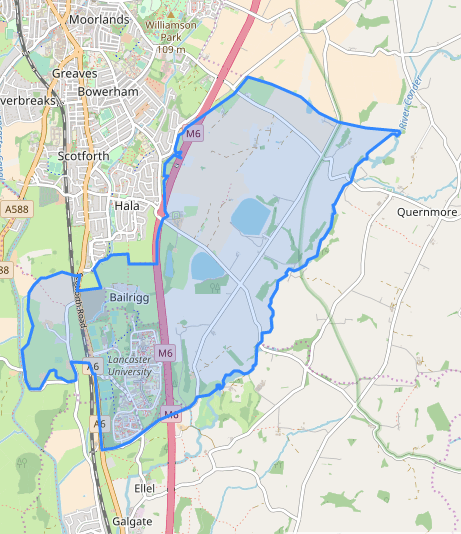 Moorlands
Williamson
Park
109 m
Greaves
verbreaks
Bowerham
River Conder
M6
Scotforth
A588
Hala
Quernmore
88
Bailrigg
Scotforth Road
M6
Lancaster
University
A6
A6
M6
Ellel
Galgate